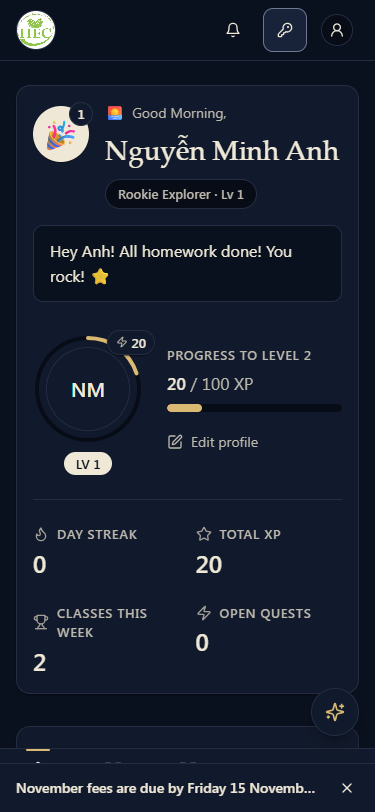 HEC
1
Good Morning,
Nguyễn Minh Anh
Rookie Explorer · Lv 1
Hey Anh! All homework done! You
rock! ⭐
20
NM
LV 1
PROGRESS TO LEVEL 2
20 / 100 XP
Edit profile
DAY STREAK
0
TOTAL XP
20
CLASSES THIS
WEEK
2
OPEN QUESTS
0
November fees are due by Friday 15 Novemb...